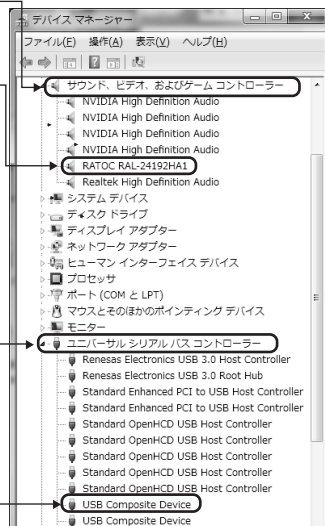 デバイス マネージャー
ファイル(F) 操作(A) 表示(V) ヘルプ(H)
サウンド、ビデオ、およびゲーム コントローラー
NVIDIA High Definition Audio
NVIDIA High Definition Audio
NVIDIA High Definition Audio
NVIDIA High Definition Audio
RATOC RAL-24192HA1
Realtek High Definition Audio
システム デバイス
ディスク ドライブ
ディスプレイ アダプター
ネットワーク アダプター
ヒューマン インターフェイス デバイス
プロセッサ
ポート (COM と LPT)
マウスとそのほかのポインティング デバイス
モニター
ユニバーサル シリアル バス コントローラー
Renesas Electronics USB 3.0 Host Controller
Renesas Electronics USB 3.0 Root Hub
Standard Enhanced PCI to USB Host Controller
Standard Enhanced PCI to USB Host Controller
Standard OpenHCD USB Host Controller
Standard OpenHCD USB Host Controller
Standard OpenHCD USB Host Controller
Standard OpenHCD USB Host Controller
Standard OpenHCD USB Host Controller
USB Composite Device
USB Composite Device